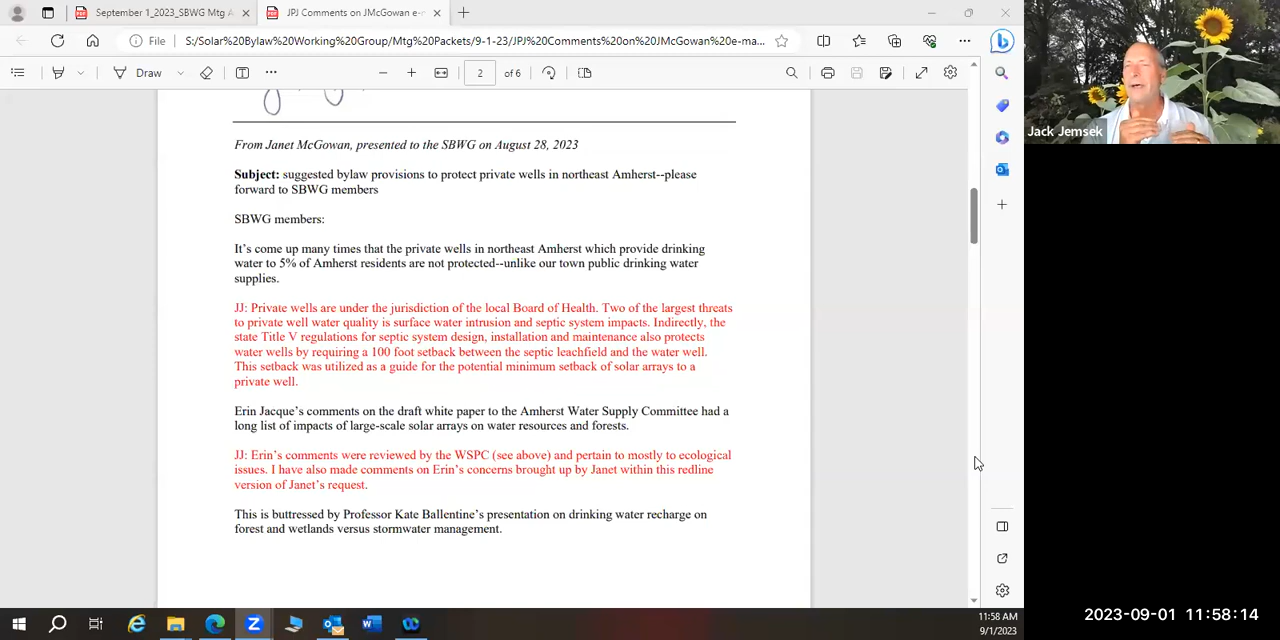 September 1_2023_SBWG Mtg A
JPJ Comments on JMcGowan e-m
File
S:/Solar%20Bylaw%20Working%20Group/Mtg%20Packets/9-1-23/JPJ%20Comments%20on%20JMcGowan%20e-ma...
Draw
2 of 6
From Janet McGowan, presented to the SBWG on August 28, 2023
Subject: suggested bylaw provisions to protect private wells in northeast Amherst--please
forward to SBWG members
SBWG members:
It's come up many times that the private wells in northeast Amherst which provide drinking
water to 5% of Amherst residents are not protected--unlike our town public drinking water
supplies.
JJ: Private wells are under the jurisdiction of the local Board of Health. Two of the largest threats
to private well water quality is surface water intrusion and septic system impacts. Indirectly, the
state Title V regulations for septic system design, installation and maintenance also protects
water wells by requiring a 100 foot setback between the septic leachfield and the water well.
This setback was utilized as a guide for the potential minimum setback of solar arrays to a
private well.
Erin Jacque's comments on the draft white paper to the Amherst Water Supply Committee had a
long list of impacts of large-scale solar arrays on water resources and forests.
JJ: Erin's comments were reviewed by the WSPC (see above) and pertain to mostly to ecological
issues. I have also made comments on Erin's concerns brought up by Janet within this redline
version of Janet's request.
This is buttressed by Professor Kate Ballentine's presentation on drinking water recharge on
forest and wetlands versus stormwater management.
Jack Jemsek
11:58 AM
9/1/2023
2023-09-01 11:58:14